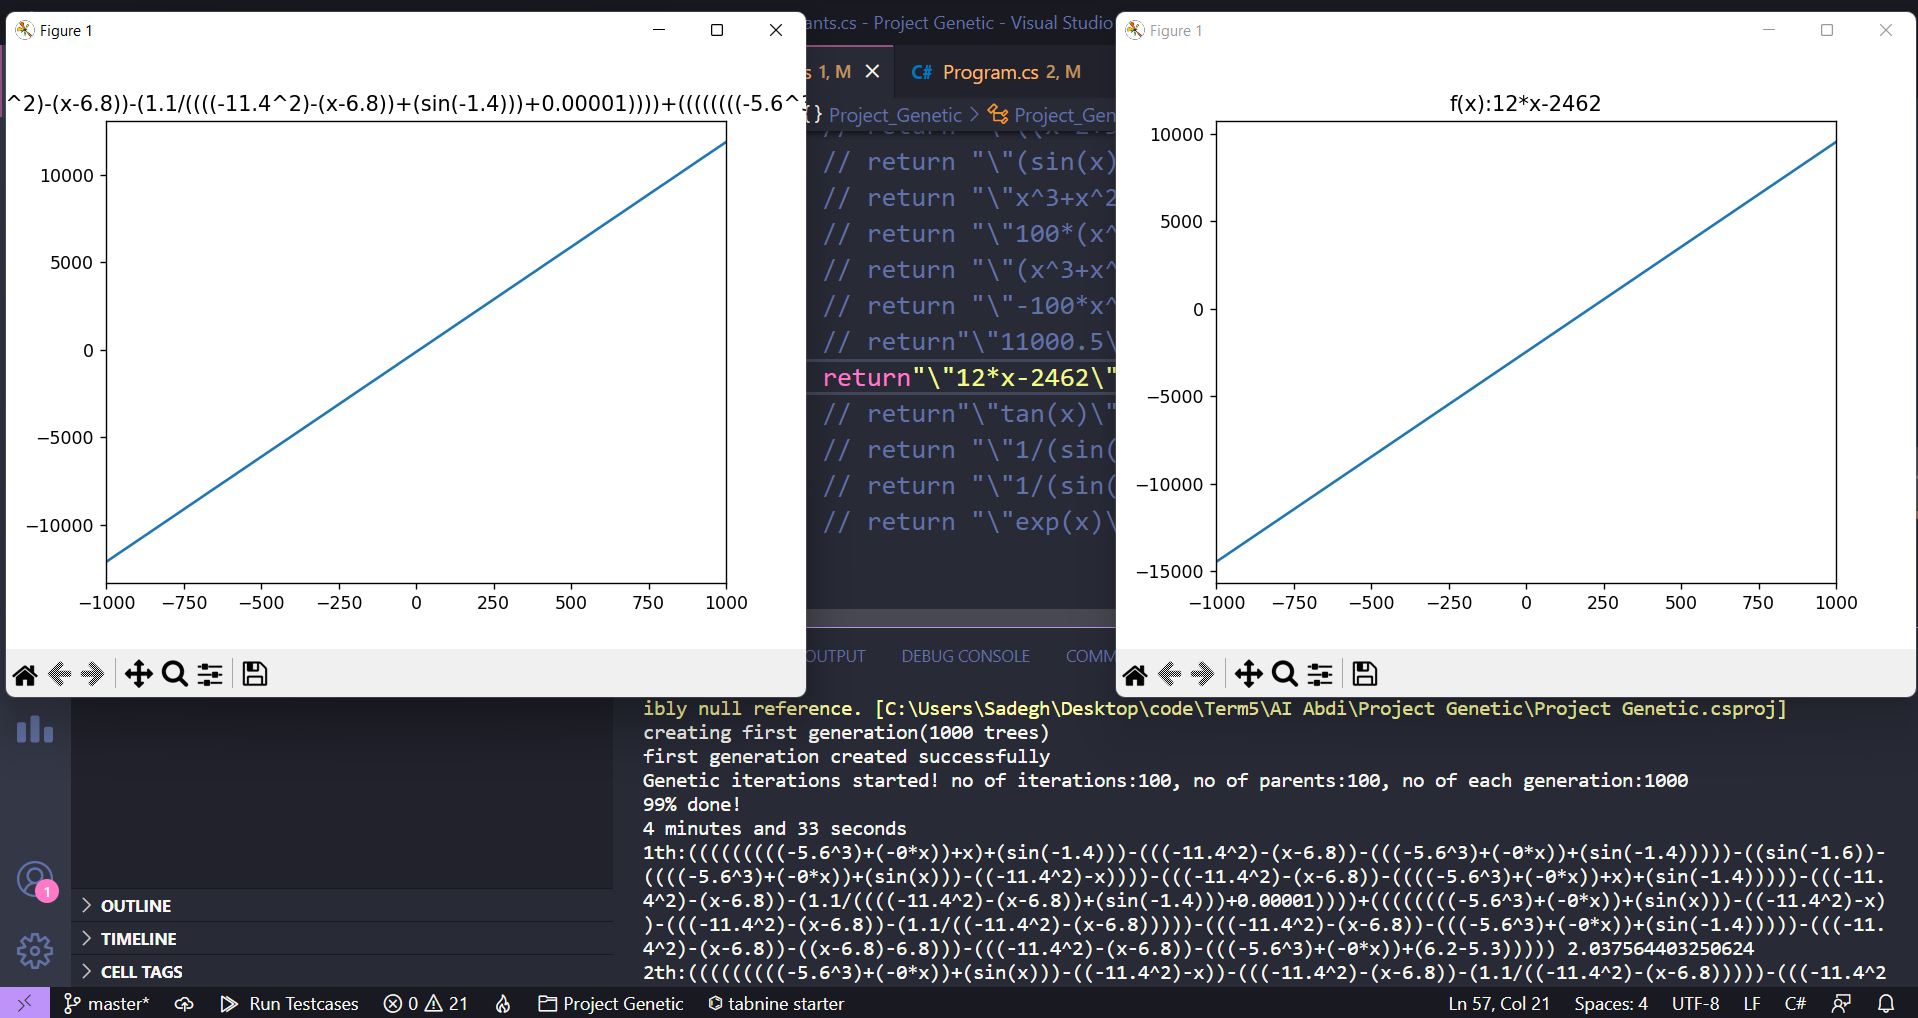 Figure 1
^2)-(x-6.8))-(1.1/((((-11.4^2)-(x-6.8))+(sin(-1.4)))+0.00001))))+((((((((-5.6^
10000
5000
0
−5000
−10000
−1000 −750 −500 −250 0 250 500 750 1000
ants.cs - Project Genetic - Visual Studio
s 1, M
C# Program.cs 2, M
{} Project_Genetic > Project_Gen
// return "\"(sin(x)
// return "\"x^3+x^2
// return "\"100*(x^
// return "\"(x^3+x^
// return "\"-100*x^
// return"\"11000.5\
return"\"12*x-2462\"
// return"\"tan(x)\"
// return "\"1/(sin(
// return "\"1/(sin(
// return "\"exp(x)\
Figure 1
f(x):12*x-2462
10000
5000
0
−5000
−10000
−15000
−1000 −750 −500 −250 0 250 500 750 1000
OUTPUT DEBUG CONSOLE COMM
ibly null reference. [C:\Users\Sadegh\Desktop\code\Term5\AI Abdi\Project Genetic\Project Genetic.csproj]
creating first generation(1000 trees)
first generation created successfully
Genetic iterations started! no of iterations:100, no of parents:100, no of each generation:1000
99% done!
4 minutes and 33 seconds
1th:(((((((((-5.6^3)+(-0*x))+x)+(sin(-1.4)))-(((-11.4^2)-(x-6.8))-(((-5.6^3)+(-0*x))+(sin(-1.4)))))-((sin(-1.6))-
((((-5.6^3)+(-0*x))+(sin(x)))-((-11.4^2)-x))))-(((-11.4^2)-(x-6.8))-((((-5.6^3)+(-0*x))+x)+(sin(-1.4)))))-(((-11.
4^2)-(x-6.8))-(1.1/((((-11.4^2)-(x-6.8))+(sin(-1.4)))+0.00001))))+((((((((-5.6^3)+(-0*x))+(sin(x)))-((-11.4^2)-x)
)-(((-11.4^2)-(x-6.8))-(1.1/((-11.4^2)-(x-6.8)))))-(((-11.4^2)-(x-6.8))-(((-5.6^3)+(-0*x))+(sin(-1.4)))))-(((-11.
4^2)-(x-6.8))-((x-6.8)-6.8)))-(((-11.4^2)-(x-6.8))-(((-5.6^3)+(-0*x))+(6.2-5.3))))) 2.037564403250624
2th:(((((((((-5.6^3)+(-0*x))+(sin(x)))-((-11.4^2)-x))-(((-11.4^2)-(x-6.8))-(1.1/((-11.4^2)-(x-6.8)))))-(((-11.4^2
1
> OUTLINE
> TIMELINE
> CELL TAGS
master* Run Testcases 0 21 Project Genetic tabnine starter Ln 57, Col 21 Spaces: 4 UTF-8 LF C#